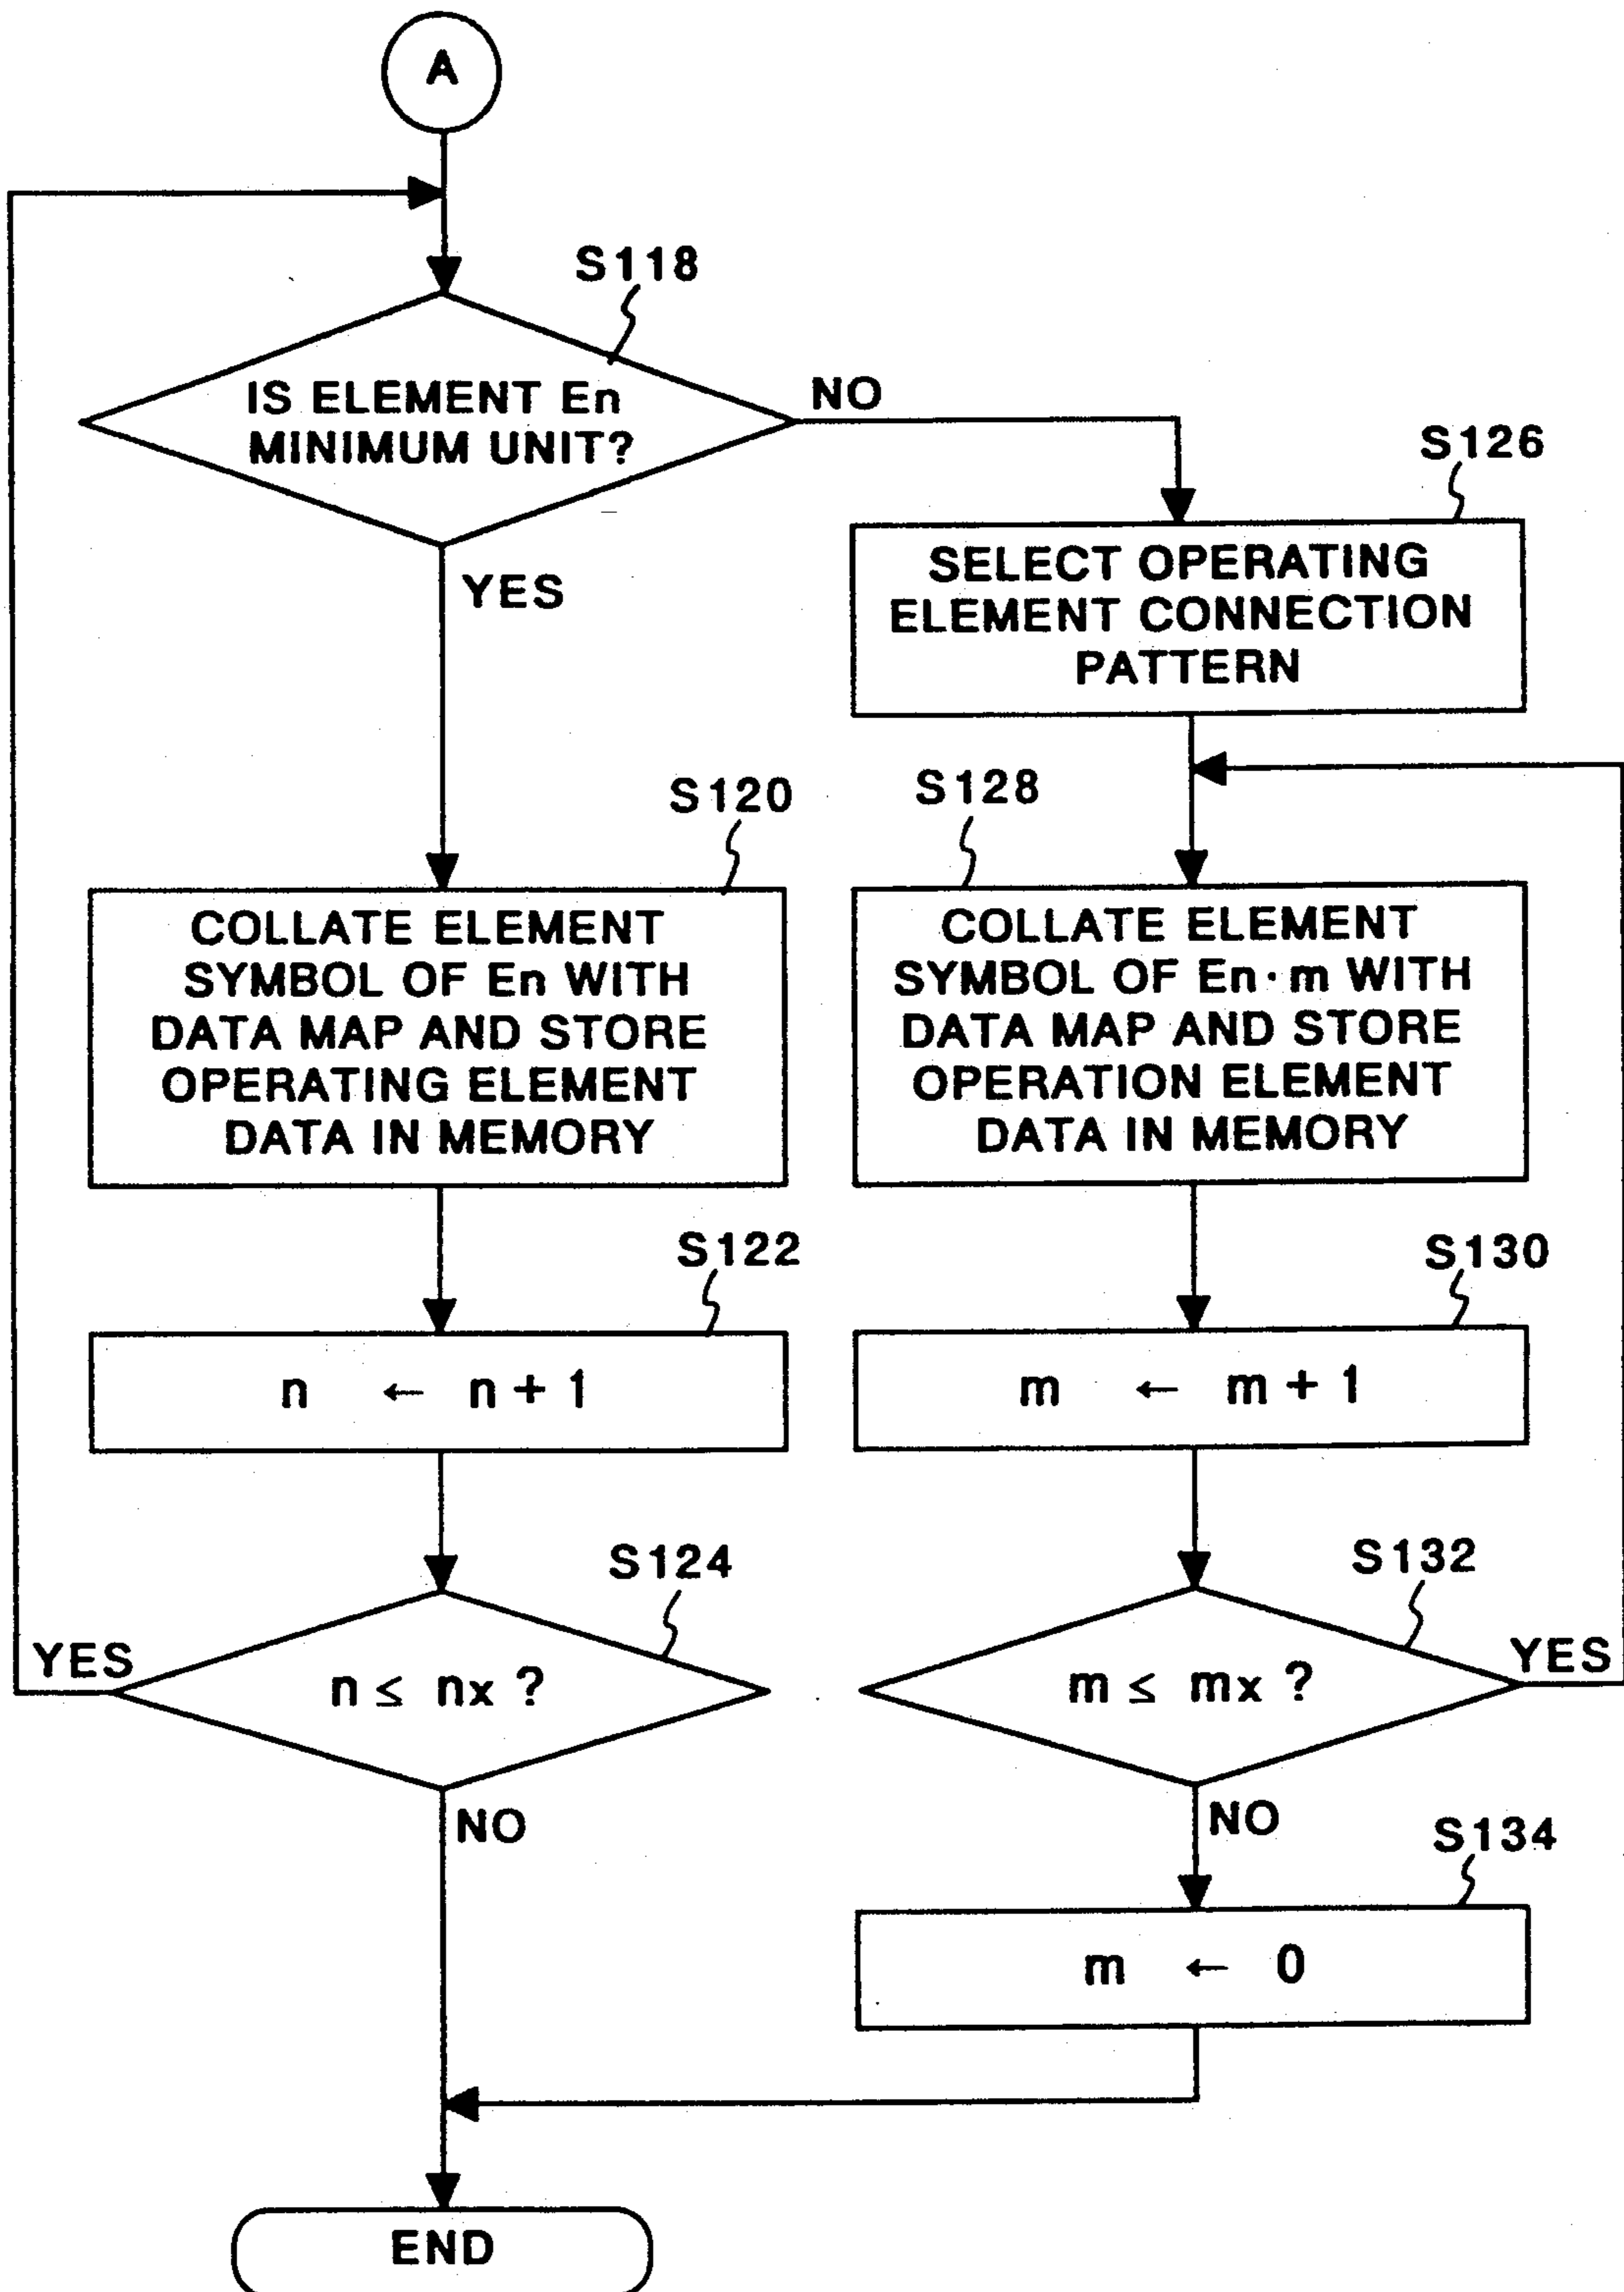 A
S118
IS ELEMENT En
MINIMUM UNIT?
NO
YES
S126
SELECT OPERATING
ELEMENT CONNECTION
PATTERN
S120
COLLATE ELEMENT
SYMBOL OF En WITH
DATA MAP AND STORE
OPERATING ELEMENT
DATA IN MEMORY
S128
COLLATE ELEMENT
SYMBOL OF En·m WITH
DATA MAP AND STORE
OPERATION ELEMENT
DATA IN MEMORY
S122
n ← n + 1
S130
m ← m + 1
S124
n ≤ nx ?
YES
NO
S132
m ≤ mx ?
YES
NO
S134
m ← 0
END